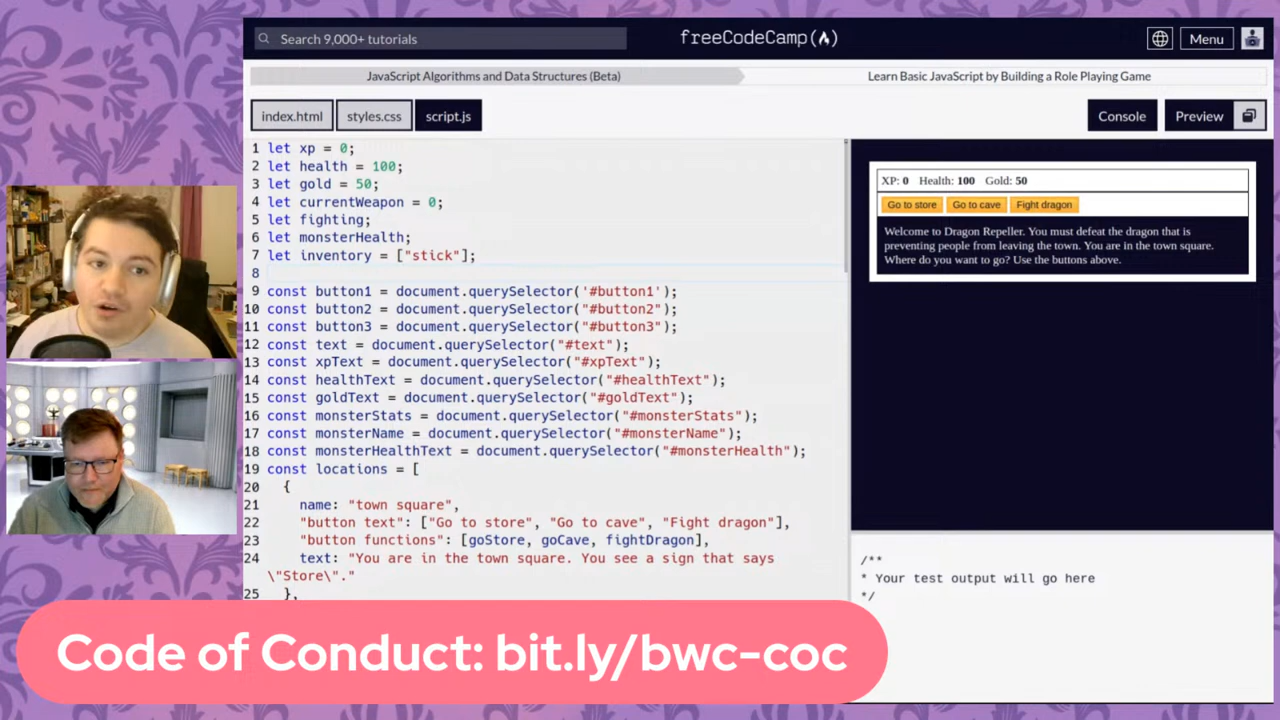 Search 9,000+ tutorials
freeCodeCamp
Menu
JavaScript Algorithms and Data Structures (Beta)
Learn Basic JavaScript by Building a Role Playing Game
index.html
styles.css
script.js
Console
Preview
1 let xp = 0;
2 let health = 100;
3 let gold = 50;
4 let currentWeapon = 0;
5 let fighting;
6 let monsterHealth;
7 let inventory = ["stick"];
8
9 const button1 = document.querySelector('#button1');
10 const button2 = document.querySelector("#button2");
11 const button3 = document.querySelector("#button3");
12 const text = document.querySelector("#text");
13 const xpText = document.querySelector("#xpText");
14 const healthText = document.querySelector("#healthText");
15 const goldText = document.querySelector("#goldText");
16 const monsterStats = document.querySelector("#monsterStats");
17 const monsterName = document.querySelector("#monsterName");
18 const monsterHealthText = document.querySelector("#monsterHealth");
19 const locations = [
20 {
21 name: "town square",
22 "button text": ["Go to store", "Go to cave", "Fight dragon"],
23 "button functions": [goStore, goCave, fightDragon],
24 text: "You are in the town square. You see a sign that says
\"Store\"."
25 },
XP: 0 Health: 100 Gold: 50
Go to store Go to cave Fight dragon
Welcome to Dragon Repeller. You must defeat the dragon that is
preventing people from leaving the town. You are in the town square.
Where do you want to go? Use the buttons above.
/**
* Your test output will go here
*/
Code of Conduct: bit.ly/bwc-coc